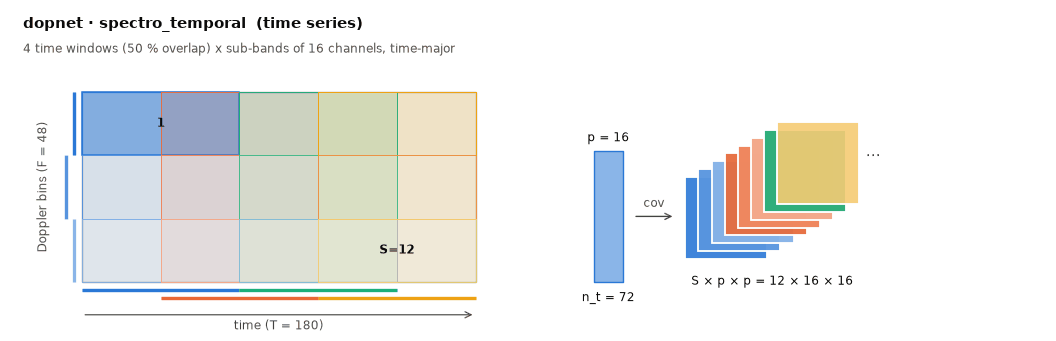 dopnet · spectro_temporal (time series)
4 time windows (50 % overlap) x sub-bands of 16 channels, time-major
Doppler bins (F = 48)
1
S=12
time (T = 180)
p = 16
n_t = 72
cov
...
S × p × p = 12 × 16 × 16